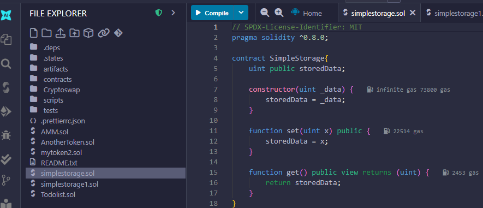 FILE EXPLORER
Compile
Home
simplestorage.sol
simplestorage1.sol
.deps
.states
artifacts
contracts
Cryptoswap
scripts
tests
.prettierrc.json
AMM.sol
AnotherToken.sol
mytoken2.sol
README.txt
simplestorage.sol
simplestorage1.sol
Todolist.sol
1 // SPDX-License-Identifier: MIT
2 pragma solidity ^0.8.0;
3
4 contract SimpleStorage{
5 uint public storedData;
6
7 constructor(uint _data) { infinite gas 73800 gas
8 storedData = _data;
9 }
10
11 function set(uint x) public { 22514 gas
12 storedData = x;
13 }
14
15 function get() public view returns (uint) { 2453 gas
16 return storedData;
17 }
18 }